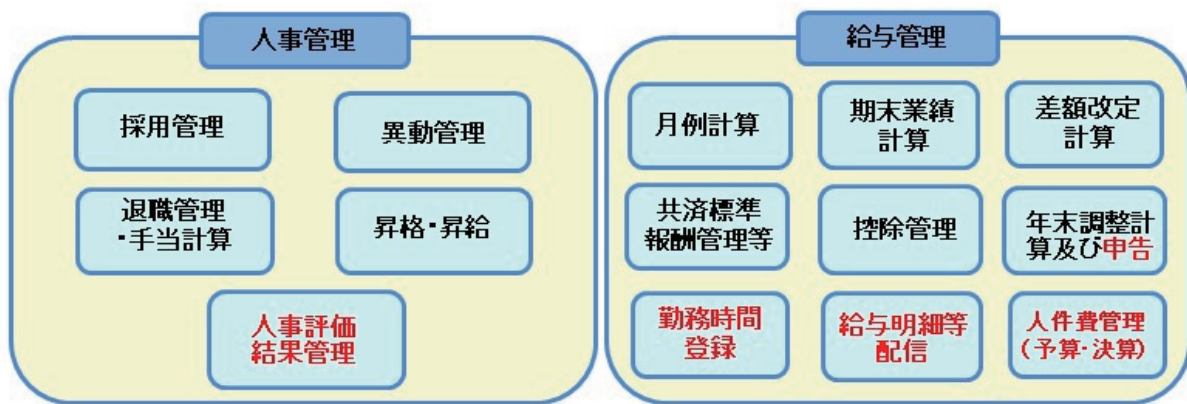 人事管理
採用管理
異動管理
退職管理
・手当計算
昇格・昇給
人事評価
結果管理
給与管理
月例計算
期末業績
計算
差額改定
計算
共済標準
報酬管理等
控除管理
年末調整計
算及び申告
勤務時間
登録
給与明細等
配信
人件費管理
(予算・決算)